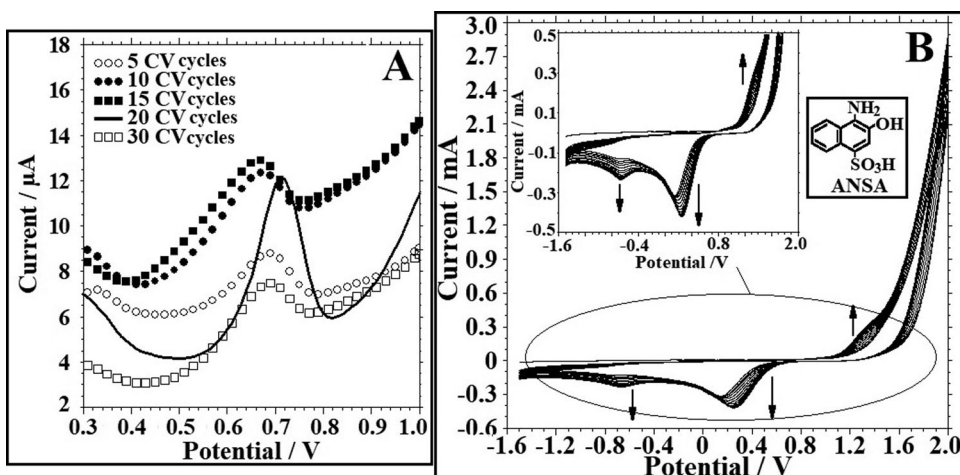 A
18
16
14
12
10
8
6
4
2
0.3 0.4 0.5 0.6 0.7 0.8 0.9 1.0
Current / µA
Potential / V
5 CV cycles
10 CV cycles
15 CV cycles
20 CV cycles
30 CV cycles
B
3.0
2.7
2.4
2.1
1.8
1.5
1.2
0.9
0.6
0.3
0
-0.3
-0.6
-1.6 -1.2 -0.8 -0.4 0 0.4 0.8 1.2 1.6 2.0
Current / mA
Potential /V
0.5
0.3
0.1
-0.1
-0.3
-0.5
-1.6 -0.4 0.8 2.0
Current / mA
Potential /V
NH2
OH
SO3H
ANSA